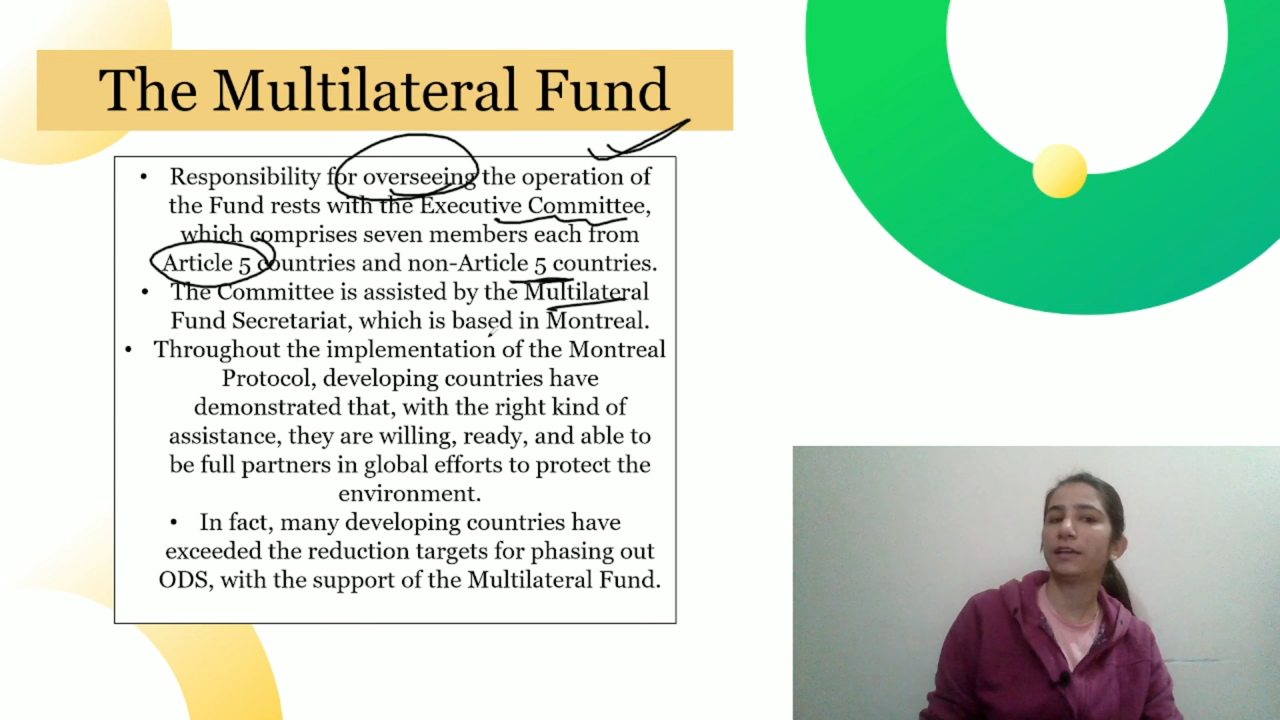 The Multilateral Fund
• Responsibility for overseeing the operation of
the Fund rests with the Executive Committee,
which comprises seven members each from
Article 5 countries and non-Article 5 countries.
• The Committee is assisted by the Multilateral
Fund Secretariat, which is based in Montreal.
• Throughout the implementation of the Montreal
Protocol, developing countries have
demonstrated that, with the right kind of
assistance, they are willing, ready, and able to
be full partners in global efforts to protect the
environment.
• In fact, many developing countries have
exceeded the reduction targets for phasing out
ODS, with the support of the Multilateral Fund.